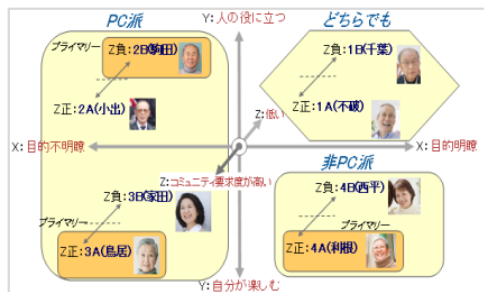 PC派
Y:人の役に立つ
どちらでも
プライマリー
Z負:2B(駒田)
Z負:1B(千葉)
Z正:2A(小出)
Z正:1A(不破)
Z:低い
X:目的不明瞭
X:目的明瞭
Z:コミュニティ要求度が高い
非PC派
Z負:3B(家田)
Z負:4B(西平)
プライマリー
プライマリー
Z正:3A(鳥居)
Z正:4A(利根)
Y:自分が楽しむ